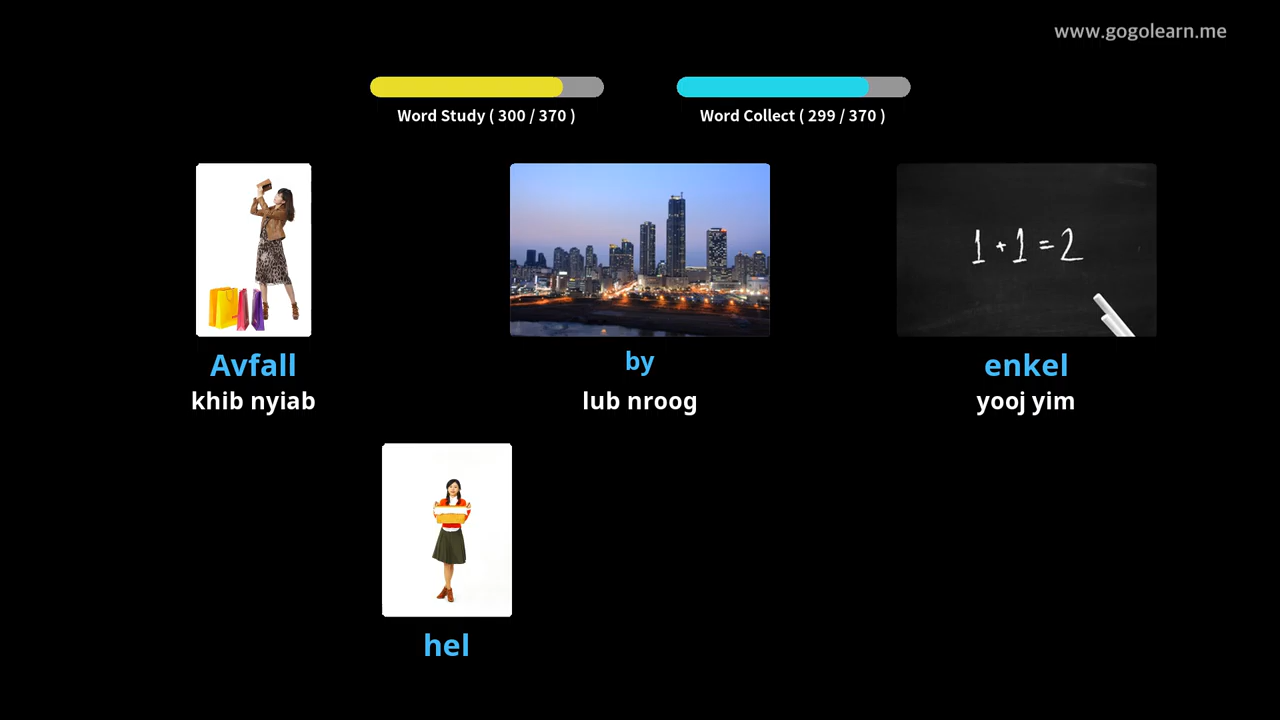 www.gogolearn.me
Word Study ( 300 / 370 )
Word Collect ( 299 / 370 )
1 + 1 = 2
Avfall
khib nyiab
by
lub nroog
enkel
yooj yim
hel